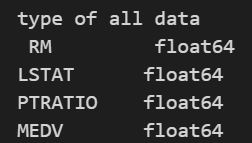 type of all data
RM float64
LSTAT float64
PTRATIO float64
MEDV float64